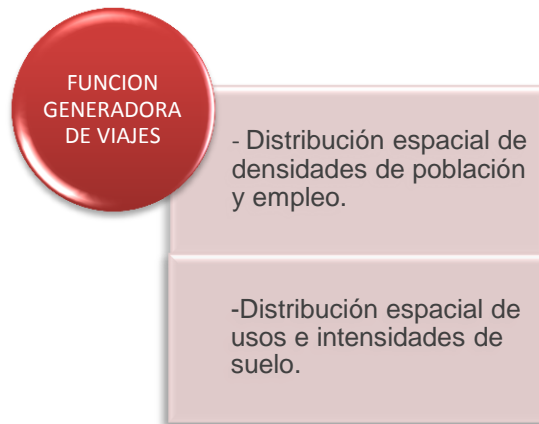 FUNCION
GENERADORA
DE VIAJES
- Distribución espacial de
densidades de población
y empleo.
-Distribución espacial de
usos e intensidades de
suelo.